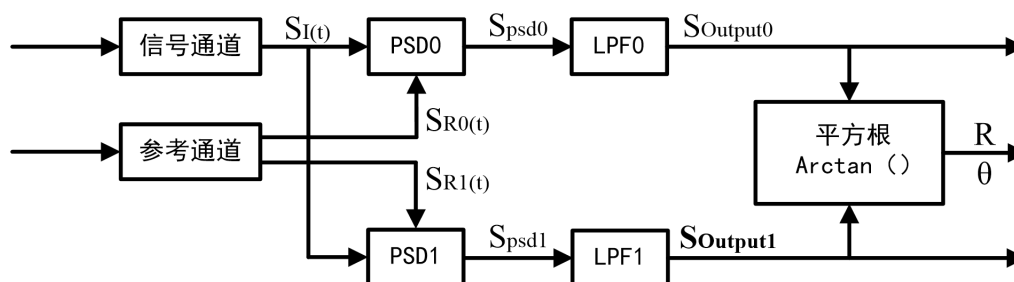 信号通道
SI(t)
PSD0
Spsd0
LPF0
SOutput0
SR0(t)
参考通道
SR1(t)
平方根
Arctan ()
R
θ
PSD1
Spsd1
LPF1
SOutput1